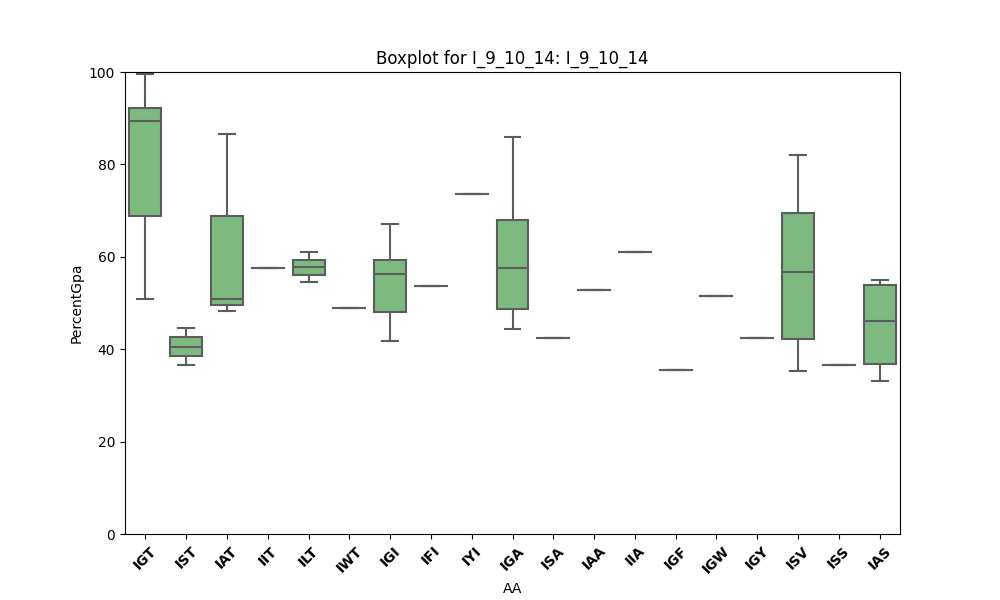 Boxplot for I_9_10_14: I_9_10_14
100
80
60
40
20
0
PercentGpa
IGT
IST
IAT
IIT
ILT
IWT
IGI
IFI
IYI
IGA
ISA
IAA
IIA
IGF
IGW
IGY
ISV
ISS
IAS
AA